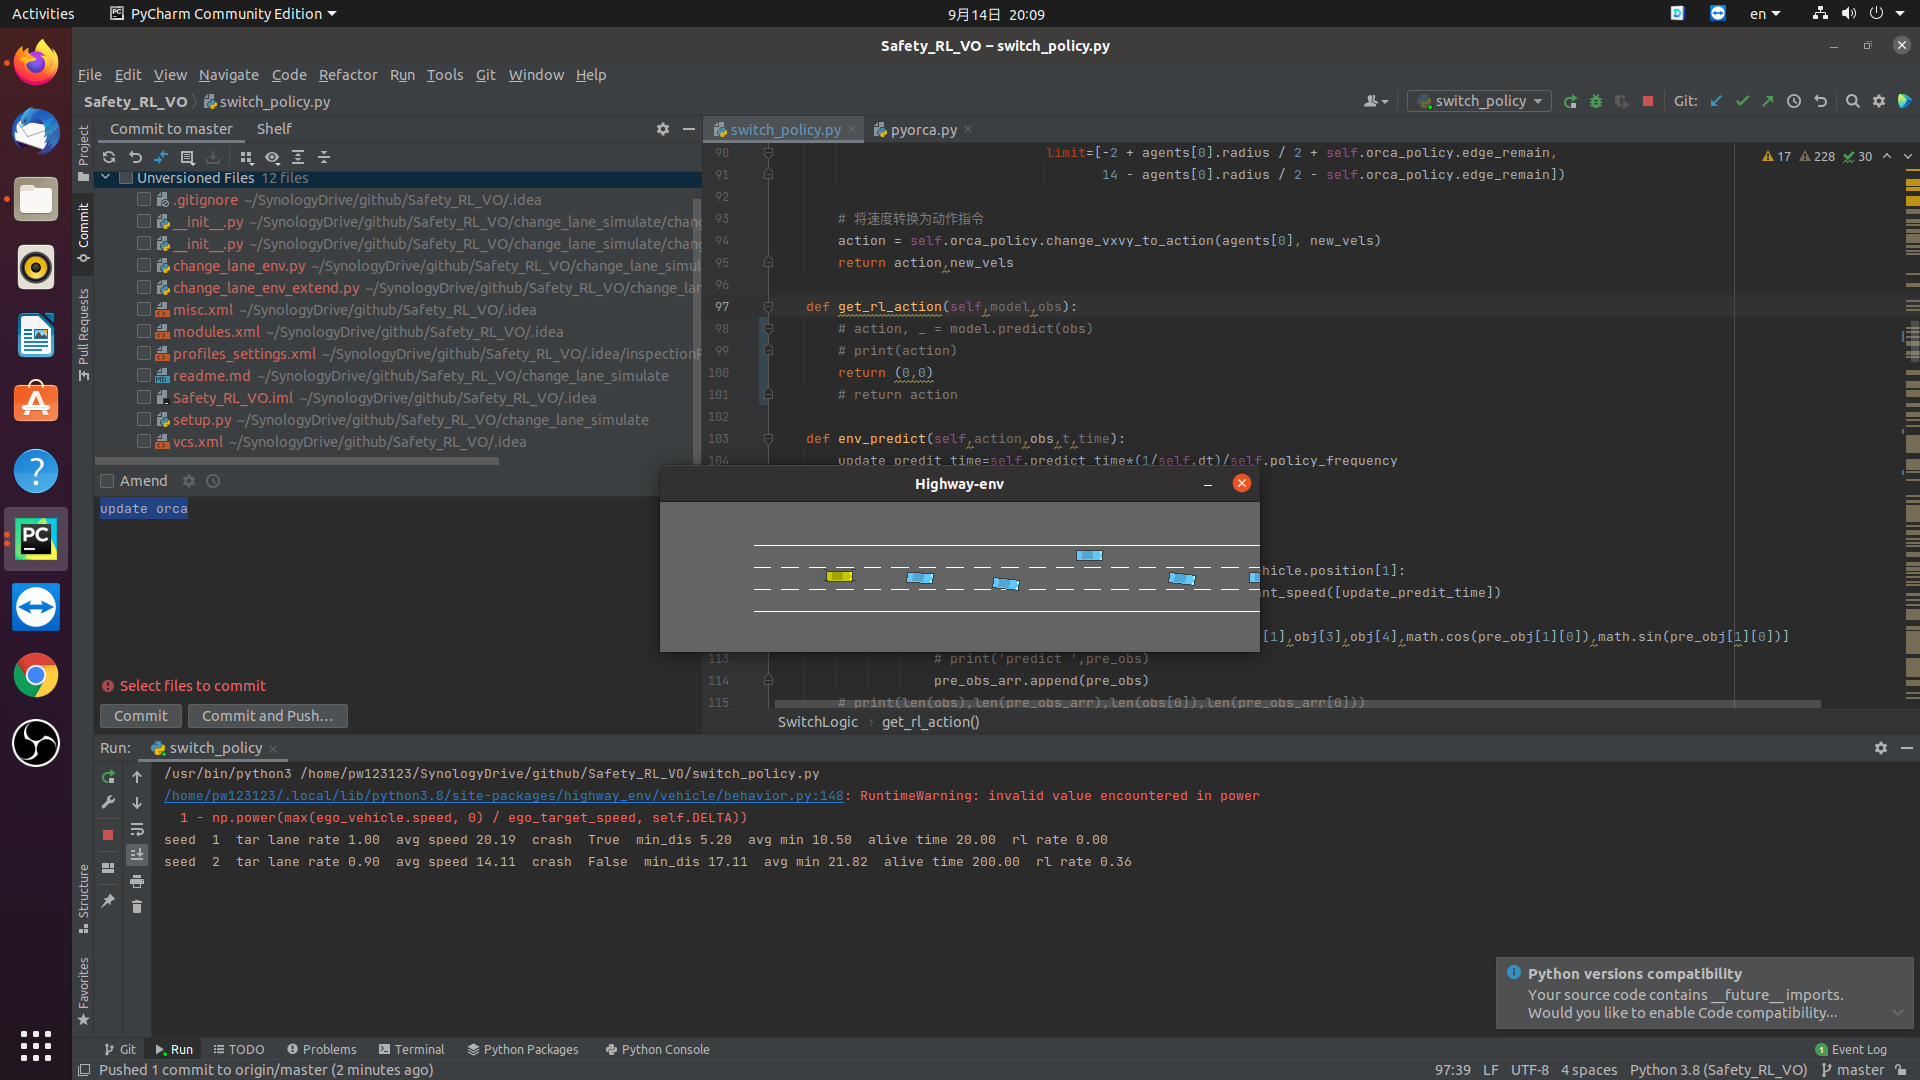 Activities
PyCharm Community Edition
9月14日 20:09
en
Safety_RL_VO – switch_policy.py
File Edit View Navigate Code Refactor Run Tools Git Window Help
Safety_RL_VO switch_policy.py
switch_policy
Git:
Commit to master
Shelf
Unversioned Files 12 files
.gitignore ~/SynologyDrive/github/Safety_RL_VO/.idea
__init__.py ~/SynologyDrive/github/Safety_RL_VO/change_lane_simulate/chang
__init__.py ~/SynologyDrive/github/Safety_RL_VO/change_lane_simulate/chang
change_lane_env.py ~/SynologyDrive/github/Safety_RL_VO/change_lane_simul
change_lane_env_extend.py ~/SynologyDrive/github/Safety_RL_VO/change_lan
misc.xml ~/SynologyDrive/github/Safety_RL_VO/.idea
modules.xml ~/SynologyDrive/github/Safety_RL_VO/.idea
profiles_settings.xml ~/SynologyDrive/github/Safety_RL_VO/.idea/inspectionP
readme.md ~/SynologyDrive/github/Safety_RL_VO/change_lane_simulate
Safety_RL_VO.iml ~/SynologyDrive/github/Safety_RL_VO/.idea
setup.py ~/SynologyDrive/github/Safety_RL_VO/change_lane_simulate
vcs.xml ~/SynologyDrive/github/Safety_RL_VO/.idea
Amend
update orca
Select files to commit
Commit
Commit and Push...
Project
Commit
Pull Requests
Structure
Favorites
switch_policy.py
pyorca.py
17 228 30
90 limit=[-2 + agents[0].radius / 2 + self.orca_policy.edge_remain,
91 14 - agents[0].radius / 2 - self.orca_policy.edge_remain])
92
93 # 将速度转换为动作指令
94 action = self.orca_policy.change_vxvy_to_action(agents[0], new_vels)
95 return action,new_vels
96
97 def get_rl_action(self,model,obs):
98 # action, _ = model.predict(obs)
99 # print(action)
100 return (0,0)
101 # return action
102
103 def env_predict(self,action,obs,t,time):
104 update_predit_time=self.predict_time*(1/self.dt)/self.policy_frequency
Highway-env
hicle.position[1]:
nt_speed([update_predit_time])
[1],obj[3],obj[4],math.cos(pre_obj[1][0]),math.sin(pre_obj[1][0])]
113 # print('predict ',pre_obs)
114 pre_obs_arr.append(pre_obs)
115 # print(len(obs),len(pre_obs_arr),len(obs[0]),len(pre_obs_arr[0]))
SwitchLogic get_rl_action()
Run: switch_policy
/usr/bin/python3 /home/pw123123/SynologyDrive/github/Safety_RL_VO/switch_policy.py
/home/pw123123/.local/lib/python3.8/site-packages/highway_env/vehicle/behavior.py:148: RuntimeWarning: invalid value encountered in power
1 - np.power(max(ego_vehicle.speed, 0) / ego_target_speed, self.DELTA))
seed 1 tar lane rate 1.00 avg speed 20.19 crash True min_dis 5.20 avg min 10.50 alive time 20.00 rl rate 0.00
seed 2 tar lane rate 0.90 avg speed 14.11 crash False min_dis 17.11 avg min 21.82 alive time 200.00 rl rate 0.36
Python versions compatibility
Your source code contains __future__ imports.
Would you like to enable Code compatibility...
Git Run TODO Problems Terminal Python Packages Python Console
1 Event Log
Pushed 1 commit to origin/master (2 minutes ago)
97:39 LF UTF-8 4 spaces Python 3.8 (Safety_RL_VO) master